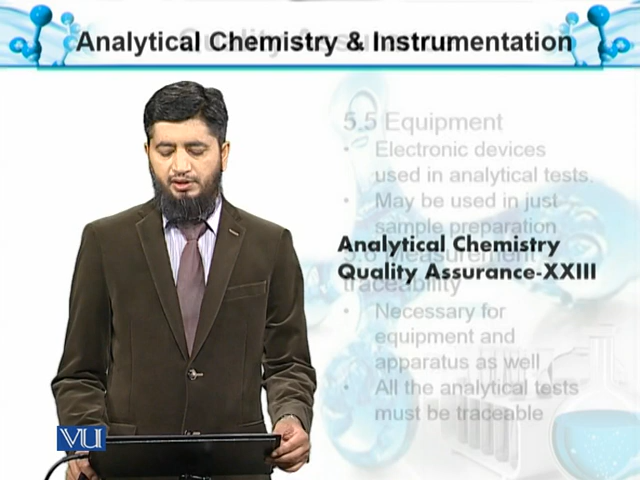 Analytical Chemistry & Instrumentation
Quality Assurance
5.5 Equipment
• Electronic devices
used in analytical tests.
• May be used in just
sample preparation
Analytical Chemistry
Quality Assurance-XXIII
5.6 Measurement
traceability
• Necessary for
equipment and
apparatus as well
• All the analytical tests
must be traceable
VU